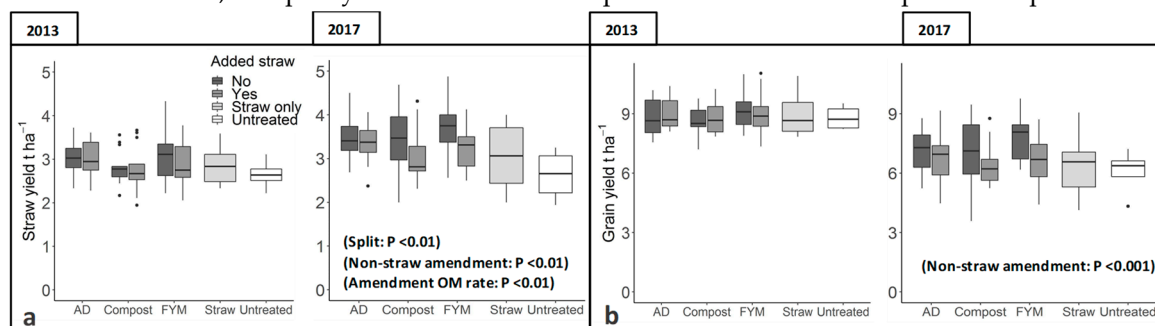 2013
2017
2013
2017
Straw yield t ha⁻¹
5
4
3
2
1
0
Added straw
No
Yes
Straw only
Untreated
AD Compost FYM Straw Untreated
a
5
4
3
2
1
0
(Split: P <0.01)
(Non-straw amendment: P <0.01)
(Amendment OM rate: P <0.01)
AD Compost FYM Straw Untreated
Grain yield t ha⁻¹
9
6
3
0
AD Compost FYM Straw Untreated
b
9
6
3
0
(Non-straw amendment: P <0.001)
AD Compost FYM Straw Untreated